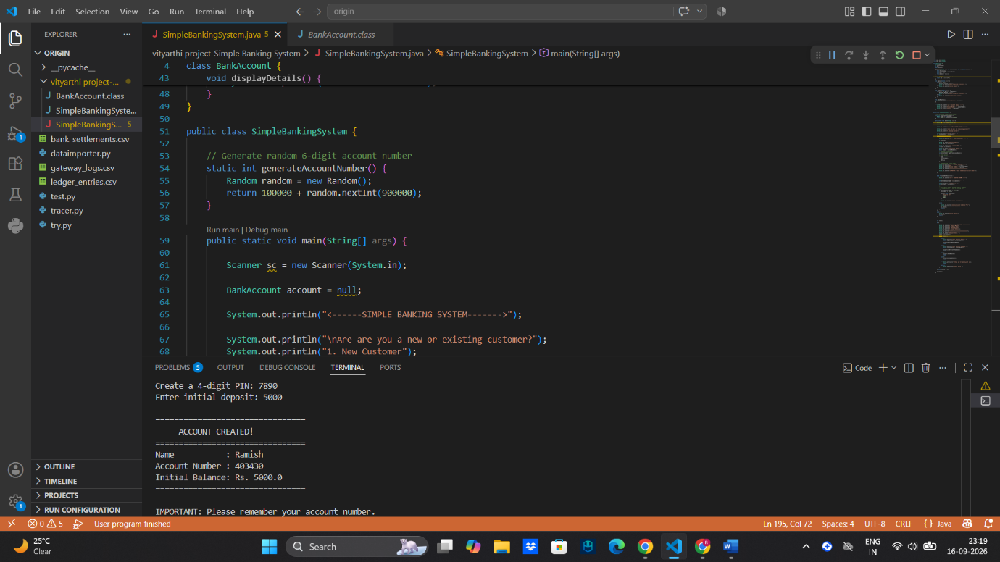 File Edit Selection View Go Run Terminal Help
origin
EXPLORER
ORIGIN
__pycache__
vityarthi project-...
BankAccount.class
SimpleBankingSyste...
SimpleBankingS... 5
bank_settlements.csv
dataimporter.py
gateway_logs.csv
ledger_entries.csv
test.py
tracer.py
try.py
OUTLINE
TIMELINE
PROJECTS
RUN CONFIGURATION
1
1
SimpleBankingSystem.java 5
BankAccount.class
vityarthi project-Simple Banking System > SimpleBankingSystem.java > SimpleBankingSystem > main(String[] args)
4 class BankAccount {
43 void displayDetails() {
48 }
49 }
50
51 public class SimpleBankingSystem {
52
53 // Generate random 6-digit account number
54 static int generateAccountNumber() {
55 Random random = new Random();
56 return 100000 + random.nextInt(900000);
57 }
58
Run main | Debug main
59 public static void main(String[] args) {
60
61 Scanner sc = new Scanner(System.in);
62
63 BankAccount account = null;
64
65 System.out.println("<------SIMPLE BANKING SYSTEM------->");
66
67 System.out.println("\nAre are you a new or existing customer?");
68 System.out.println("1. New Customer");
PROBLEMS 5 OUTPUT DEBUG CONSOLE TERMINAL PORTS
Code
Create a 4-digit PIN: 7890
Enter initial deposit: 5000
================================
ACCOUNT CREATED!
================================
Name : Ramish
Account Number : 403430
Initial Balance: Rs. 5000.0
================================
IMPORTANT: Please remember your account number.
0 5 User program finished
Ln 195, Col 72 Spaces: 4 UTF-8 CRLF {} Java
25°C
Clear
Search
ENG
IN
23:19
16-09-2026